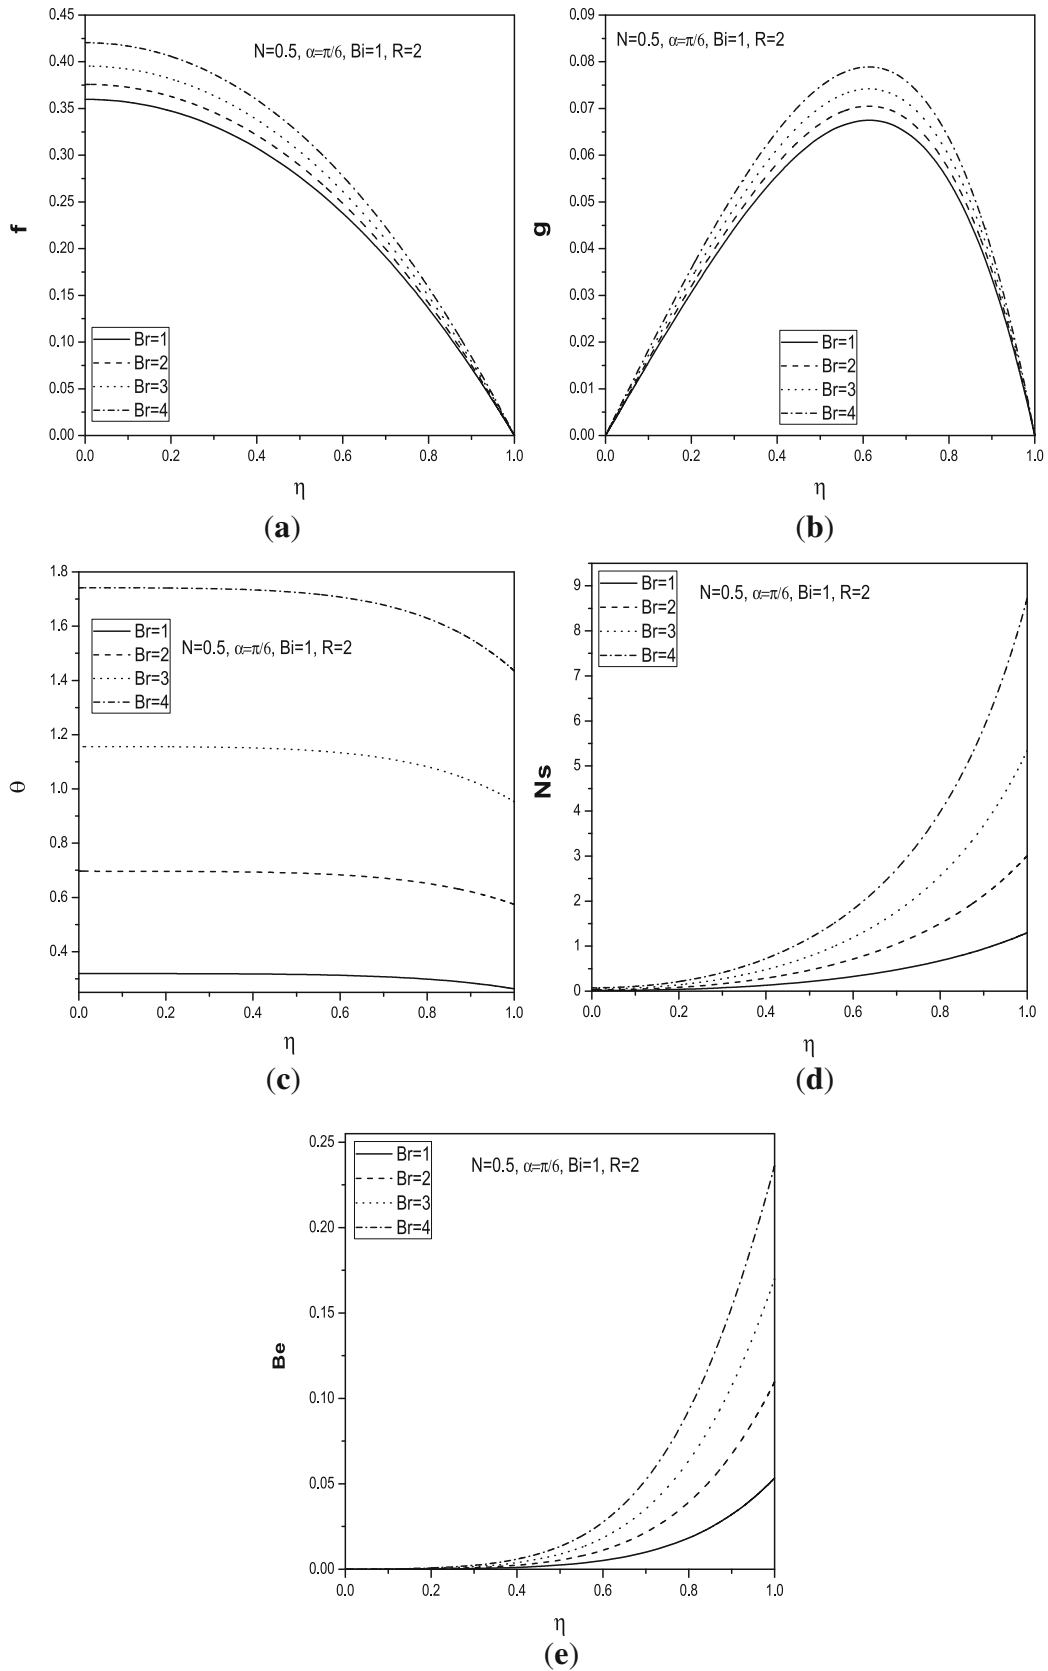 0.45
0.40
0.35
0.30
0.25
0.20
0.15
0.10
0.05
0.00
f
N=0.5, α=π/6, Bi=1, R=2
Br=1
Br=2
Br=3
Br=4
0.0 0.2 0.4 0.6 0.8 1.0
η
(a)
0.09
0.08
0.07
0.06
0.05
0.04
0.03
0.02
0.01
0.00
g
N=0.5, α=π/6, Bi=1, R=2
Br=1
Br=2
Br=3
Br=4
0.0 0.2 0.4 0.6 0.8 1.0
η
(b)
1.8
1.6
1.4
1.2
1.0
0.8
0.6
0.4
θ
Br=1
Br=2
Br=3
Br=4
N=0.5, α=π/6, Bi=1, R=2
0.0 0.2 0.4 0.6 0.8 1.0
η
(c)
9
8
7
6
5
4
3
2
1
0
Ns
Br=1
Br=2
Br=3
Br=4
N=0.5, α=π/6, Bi=1, R=2
0.0 0.2 0.4 0.6 0.8 1.0
η
(d)
0.25
0.20
0.15
0.10
0.05
0.00
Be
Br=1
Br=2
Br=3
Br=4
N=0.5, α=π/6, Bi=1, R=2
0.0 0.2 0.4 0.6 0.8 1.0
η
(e)